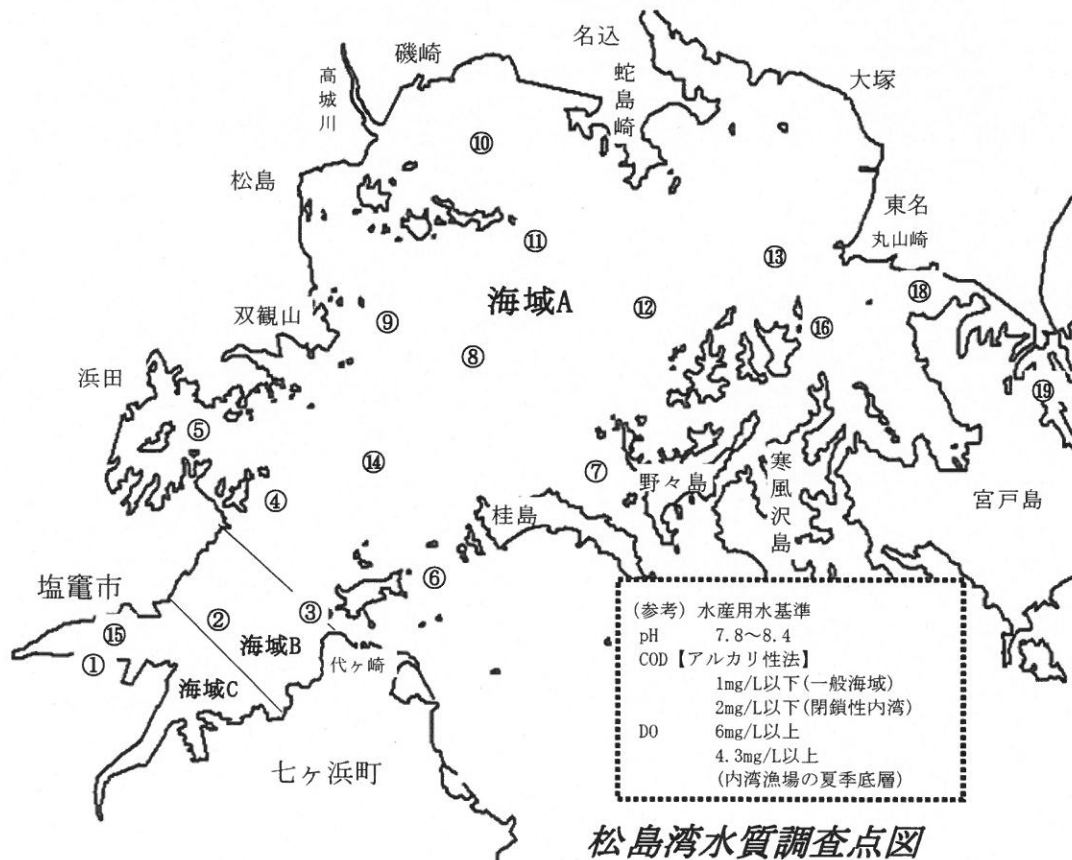 名込
磯崎
大塚
蛇島崎
高城川
⑩
松島
東名
丸山崎
⑪
⑬
⑱
海域A
⑫
⑯
双観山
⑨
⑧
浜田
⑲
⑤
⑭
⑦
野々島
寒風沢島
宮戸島
④
桂島
⑥
塩竈市
③
②
⑮
海域B
①
代ヶ崎
海域C
七ヶ浜町
(参考) 水産用水基準
pH 7.8～8.4
COD【アルカリ性法】
1mg/L以下(一般海域)
2mg/L以下(閉鎖性内湾)
DO 6mg/L以上
4.3mg/L以上
(内湾漁場の夏季底層)
松島湾水質調査点図